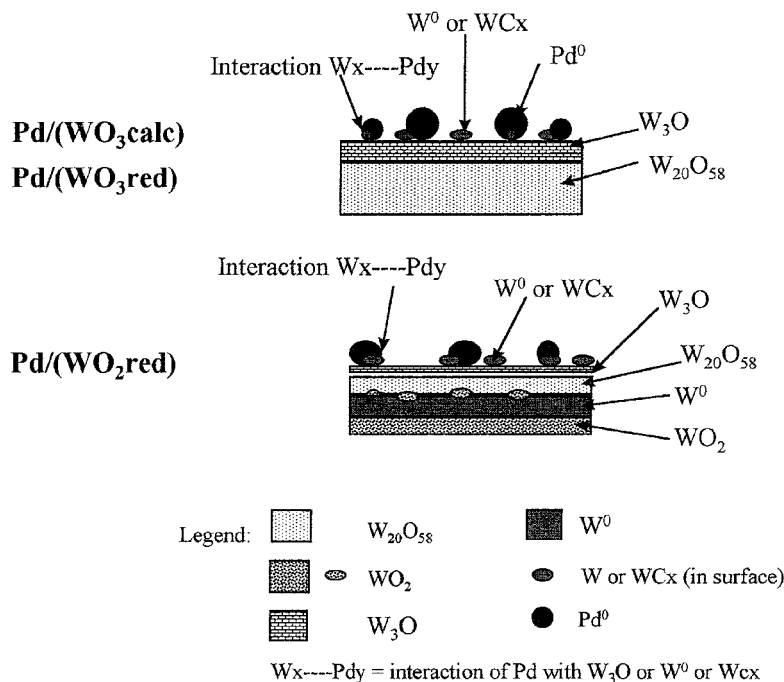 W⁰ or WCx
Interaction Wx----Pdy
Pd⁰
Pd/(WO₃calc)
W₃O
Pd/(WO₃red)
W₂₀O₅₈
Interaction Wx----Pdy
W⁰ or WCx
W₃O
Pd/(WO₂red)
W₂₀O₅₈
W⁰
WO₂
Legend: W₂₀O₅₈ W⁰
WO₂ W or WCx (in surface)
W₃O Pd⁰
Wx----Pdy = interaction of Pd with W₃O or W⁰ or Wcx